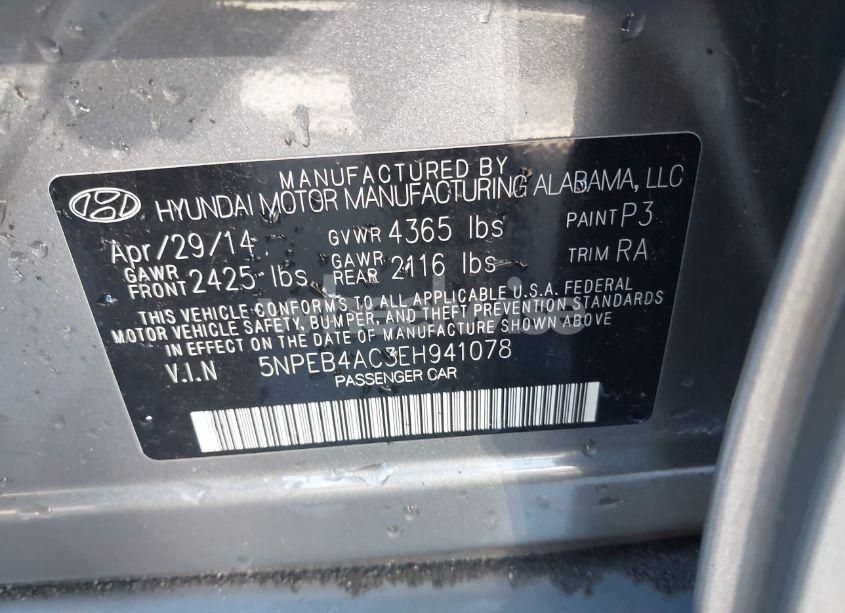 MANUFACTURED BY
HYUNDAI MOTOR MANUFACTURING ALABAMA, LLC
Apr/29/14 GVWR 4365 lbs PAINT P3
GAWR FRONT 2425 lbs GAWR REAR 2116 lbs TRIM RA
THIS VEHICLE CONFORMS TO ALL APPLICABLE U.S.A. FEDERAL
MOTOR VEHICLE SAFETY, BUMPER, AND THEFT PREVENTION STANDARDS
IN EFFECT ON THE DATE OF MANUFACTURE SHOWN ABOVE
V.I.N 5NPEB4AC3EH941078
PASSENGER CAR